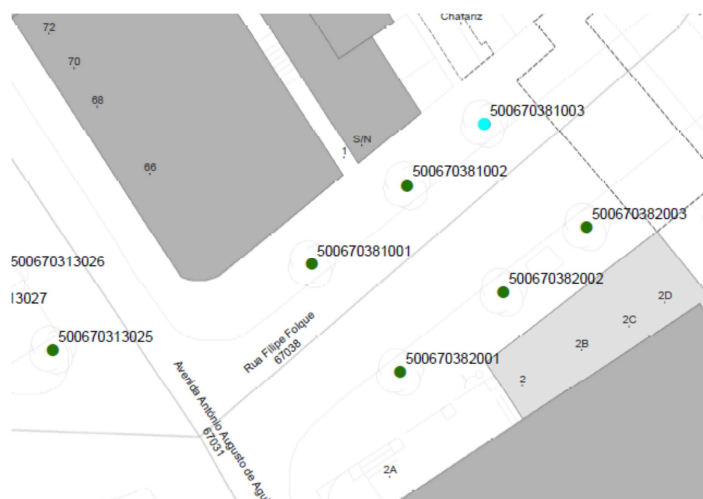 Chafariz
72
70
68
66
S/N
1
500670381003
500670381002
500670382003
500670381001
500670313026
500670382002
13027
500670313025
2D
2C
2B
2
Rua Filipe Folque
67038
500670382001
Avenida António Augusto de Agu
67031
2A